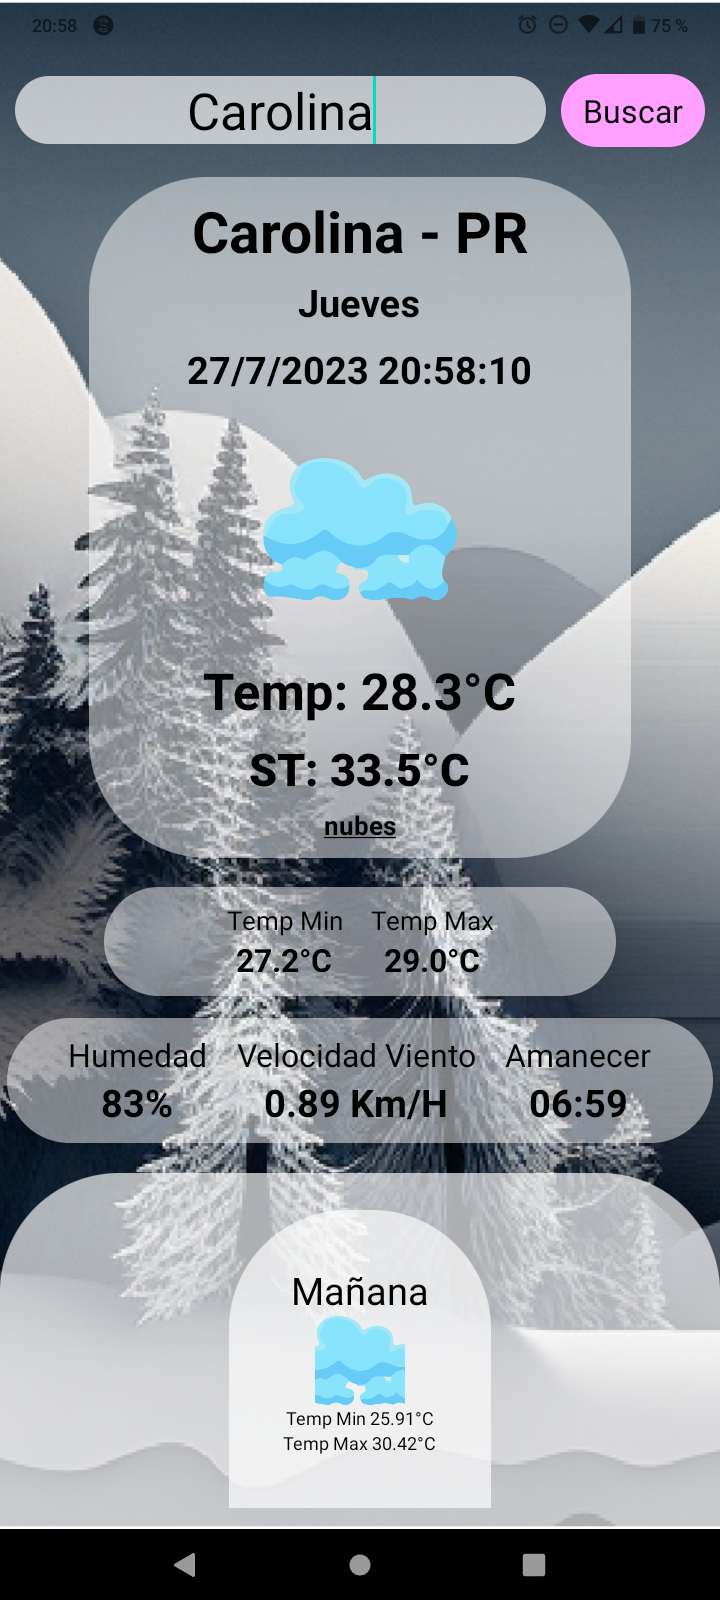 20:58 75 %
Carolina Buscar
Carolina - PR
Jueves
27/7/2023 20:58:10
Temp: 28.3°C
ST: 33.5°C
nubes
Temp Min Temp Max
27.2°C 29.0°C
Humedad Velocidad Viento Amanecer
83% 0.89 Km/H 06:59
Mañana
Temp Min 25.91°C
Temp Max 30.42°C